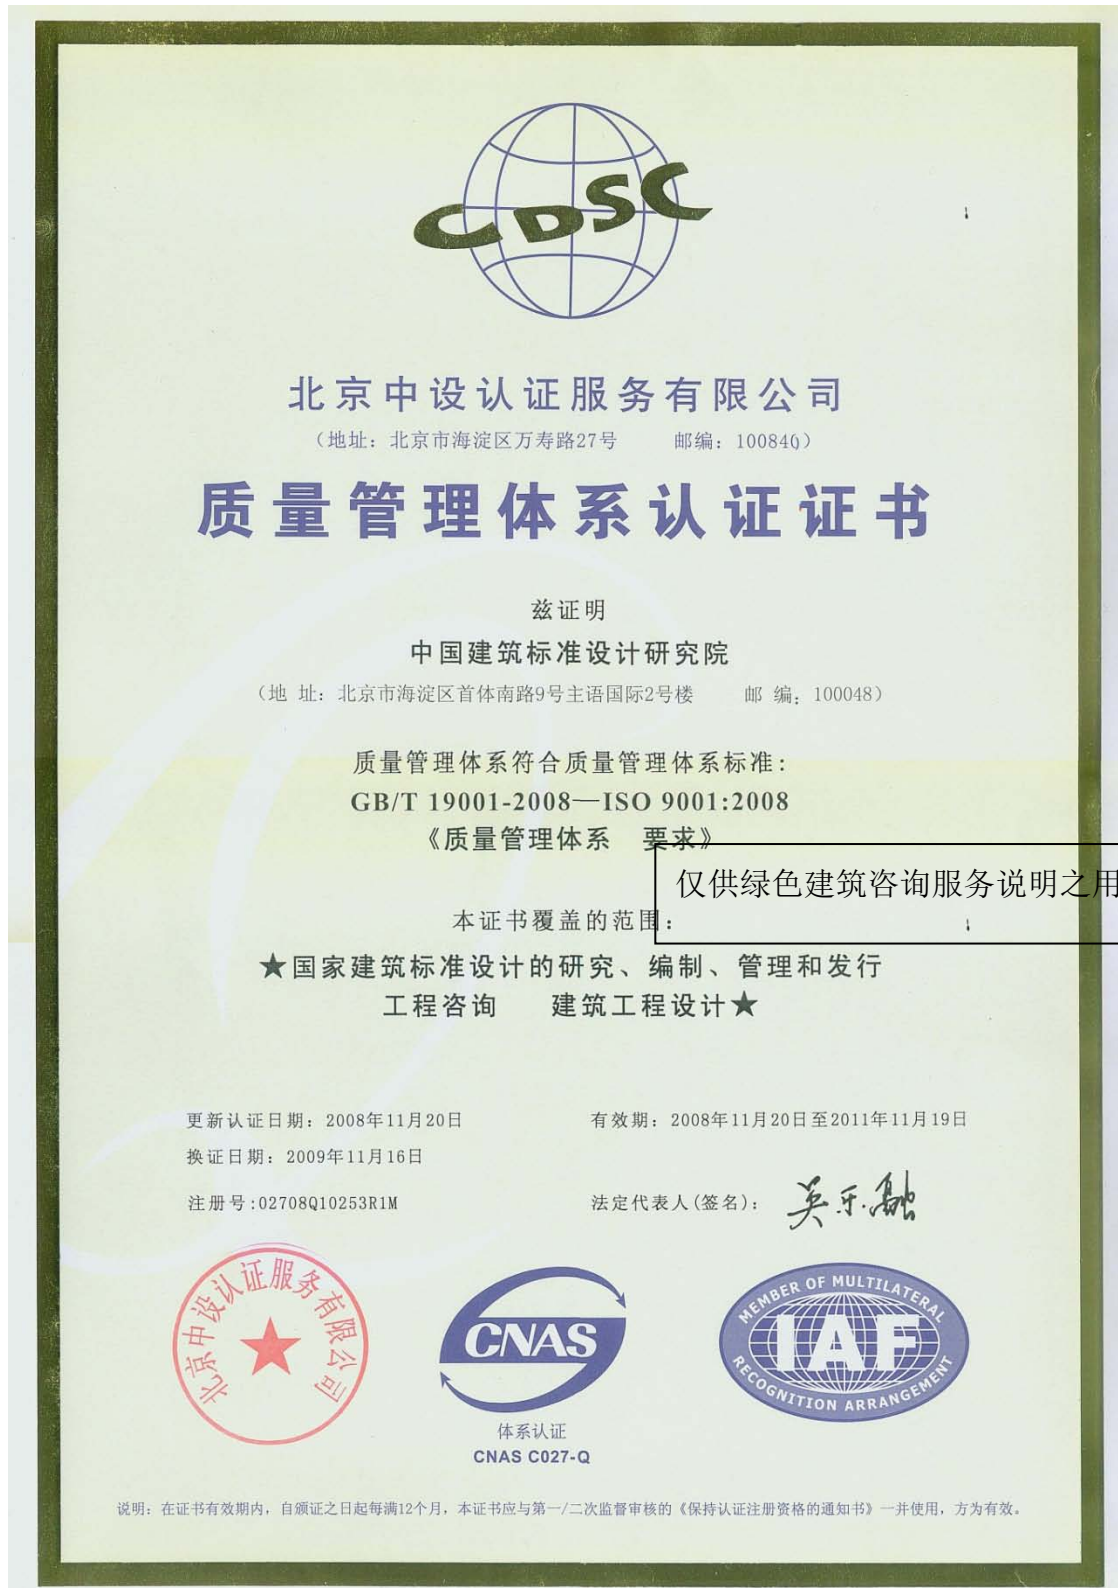 CDSC
北京中设认证服务有限公司
（地址：北京市海淀区万寿路27号 邮编：100840）
质量管理体系认证证书
兹证明
中国建筑标准设计研究院
（地 址：北京市海淀区首体南路9号主语国际2号楼 邮 编：100048）
质量管理体系符合质量管理体系标准：
GB/T 19001-2008—ISO 9001:2008
《质量管理体系 要求》
仅供绿色建筑咨询服务说明之用
本证书覆盖的范围：
★国家建筑标准设计的研究、编制、管理和发行
工程咨询 建筑工程设计★
更新认证日期：2008年11月20日
有效期：2008年11月20日至2011年11月19日
换证日期：2009年11月16日
注册号:02708Q10253R1M
法定代表人(签名)：
北京中设认证服务有限公司
CNAS
体系认证
CNAS C027-Q
MEMBER OF MULTILATERAL
IAF
RECOGNITION ARRANGEMENT
说明：在证书有效期内，自颁证之日起每满12个月，本证书应与第一/二次监督审核的《保持认证注册资格的通知书》一并使用，方为有效。